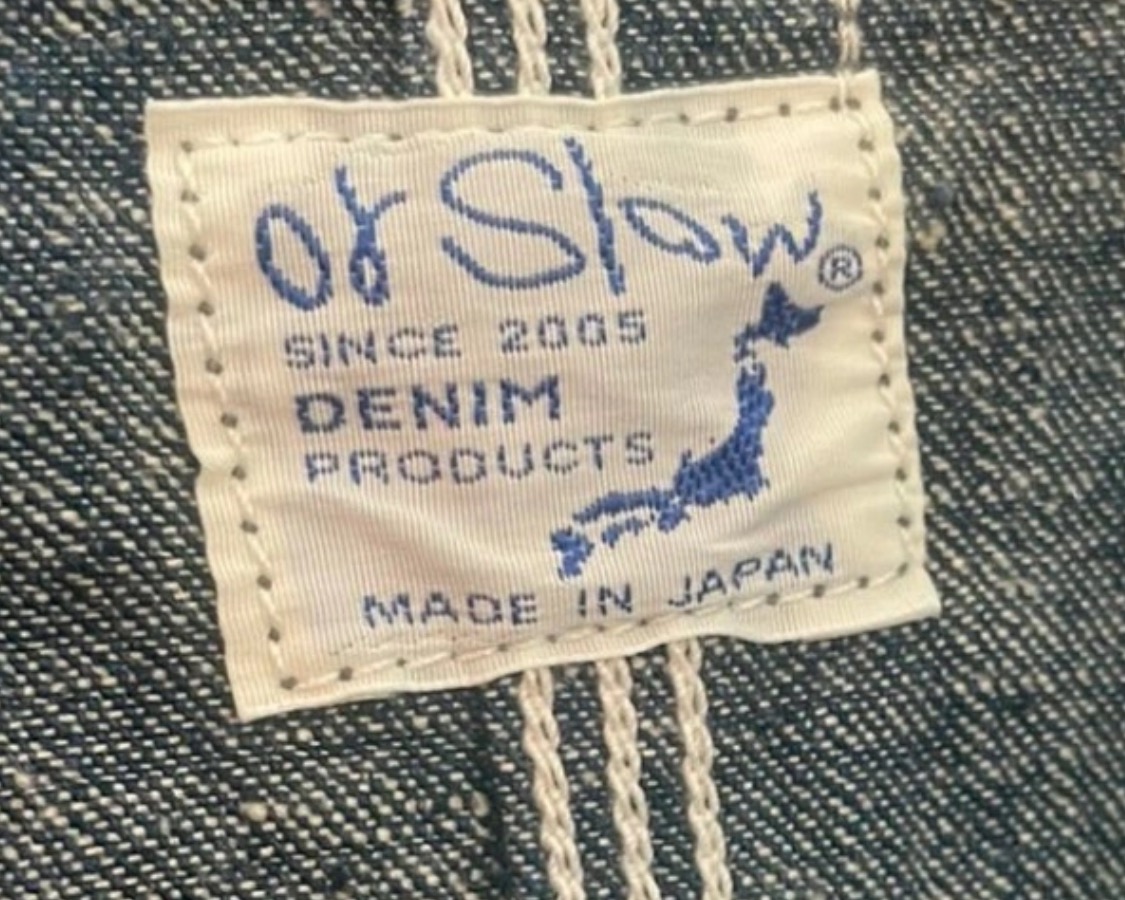 or Slow ®
SINCE 2005
DENIM
PRODUCTS
MADE IN JAPAN